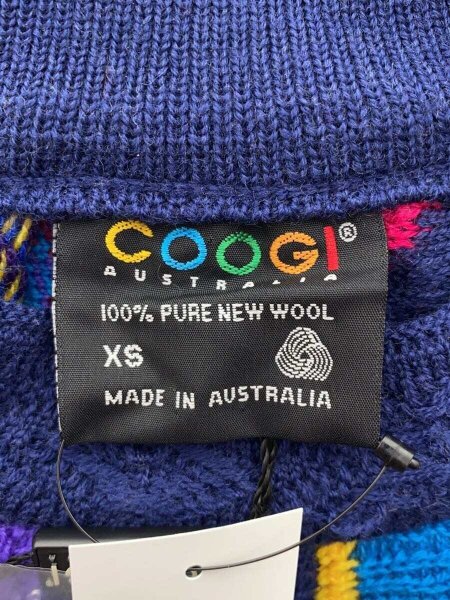 COOGI®
AUSTRALIA
100% PURE NEW WOOL
XS
MADE IN AUSTRALIA